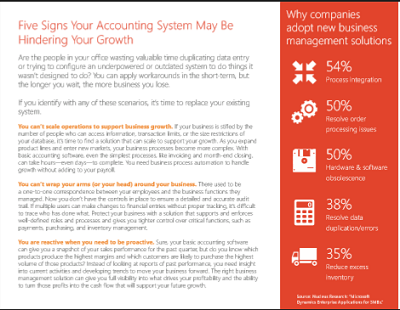 Five Signs Your Accounting System May Be
Hindering Your Growth
Are the people in your office wasting valuable time duplicating data entry
or trying to configure an underpowered or outdated system to do things it
wasn't designed to do? You can apply workarounds in the short term, but
the longer you wait, the more business you lose.
If you identify with any of these scenarios, it's time to replace your existing
system.
You can't scale operations to support business growth. If your business is stifled by the
number of people who can access information, transaction limits, or the size restrictions of
your database, it's time to find a solution that can scale to support your growth. As you expand
product lines and enter new markets, your business processes become more complex. With
basic accounting software, even the simplest processes, like invoicing and month-end closing,
can take hours—even days—to complete. You need business process automation to handle
growth without adding to your payroll.
You can't wrap your arms (or your head) around your business. There used to be
a one-to-one correspondence between your employees and the business functions they
managed. Now you don't have the controls in place to ensure a detailed and accurate audit
trail. If multiple users can make changes to financial entries without proper tracking, it's difficult
to trace who has done what. Protect your business with a solution that supports and enforces
well-defined roles and processes and gives you tighter control over critical functions, such as
payments, purchasing, and inventory management.
You are reactive when you need to be proactive. Sure, your basic accounting software
can give you a snapshot of your sales performance for the past quarter, but do you know which
products produce the highest margins and which customers are likely to purchase the highest
volume of those products? Instead of looking at reports of past performance, you need insight
into current activities and developing trends to move your business forward. The right business
management solution can give you full visibility into what drives your profitability and the ability
to turn those profits into the cash flow that will support your future growth.
Why companies
adopt new business
management solutions
54%
Process integration
50%
Resolve order
processing issues
50%
Hardware & software
obsolescence
38%
Resolve data
duplication/errors
35%
Reduce excess
inventory
Source: Nucleus Research "Microsoft
Dynamics Enterprise Applications for SMBs"